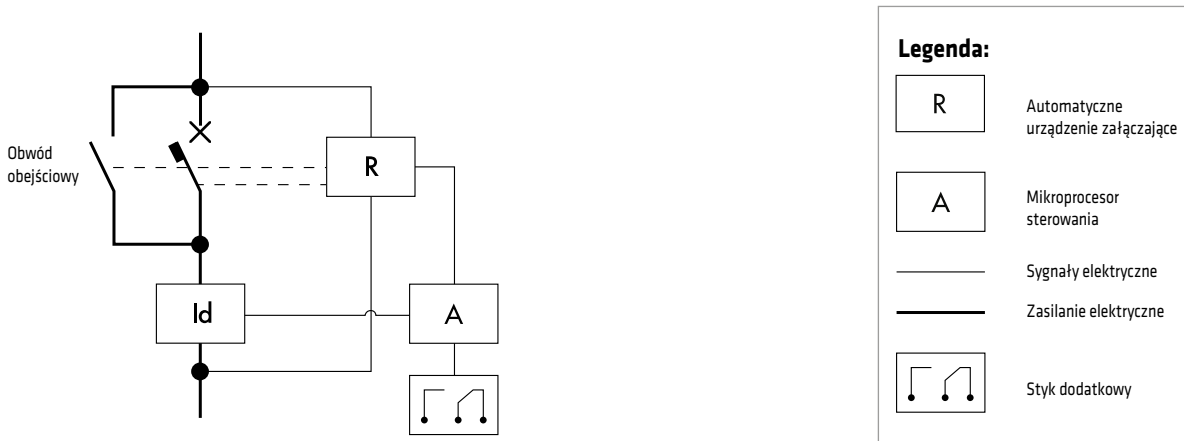 Obwód
obejściowy
R
Id
A
Legenda:
R
Automatyczne
urządzenie załączające
A
Mikroprocesor
sterowania
Sygnały elektryczne
Zasilanie elektryczne
Styk dodatkowy